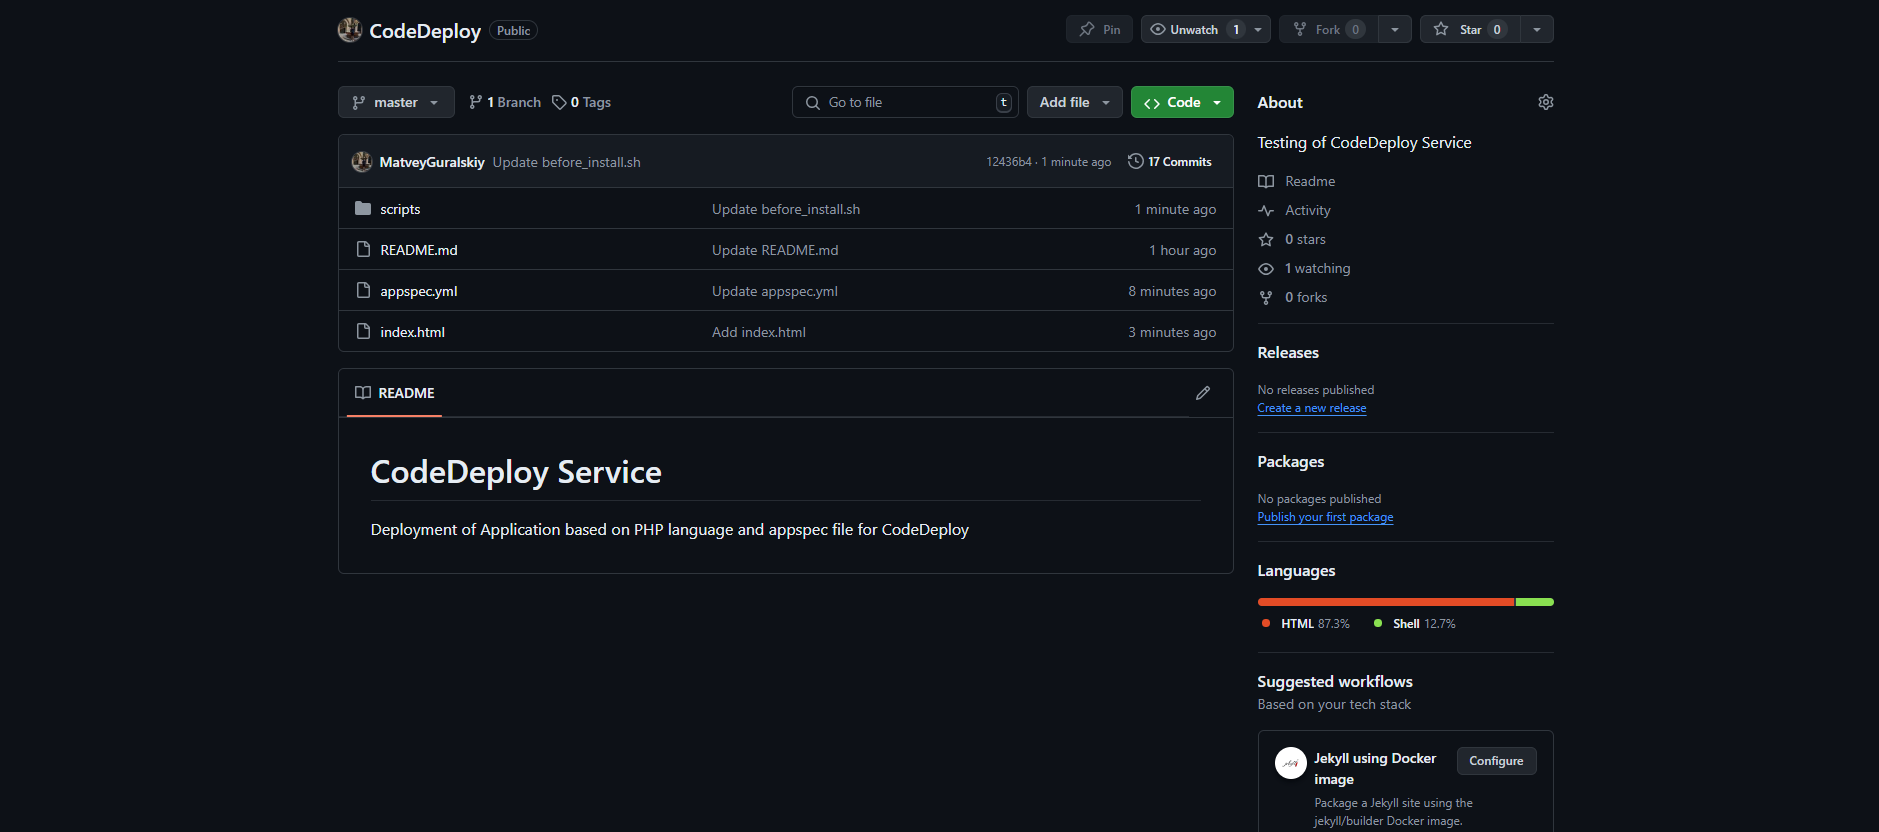 CodeDeploy Public
Pin
Unwatch 1
Fork 0
Star 0
master
1 Branch
0 Tags
Go to file t
Add file
Code
MatveyGuralskiy Update before_install.sh 12436b4 · 1 minute ago 17 Commits
scripts Update before_install.sh 1 minute ago
README.md Update README.md 1 hour ago
appspec.yml Update appspec.yml 8 minutes ago
index.html Add index.html 3 minutes ago
README
CodeDeploy Service
Deployment of Application based on PHP language and appspec file for CodeDeploy
About
Testing of CodeDeploy Service
Readme
Activity
0 stars
1 watching
0 forks
Releases
No releases published
Create a new release
Packages
No packages published
Publish your first package
Languages
HTML 87.3% Shell 12.7%
Suggested workflows
Based on your tech stack
Jekyll using Docker
image
Configure
Package a Jekyll site using the
jekyll/builder Docker image.